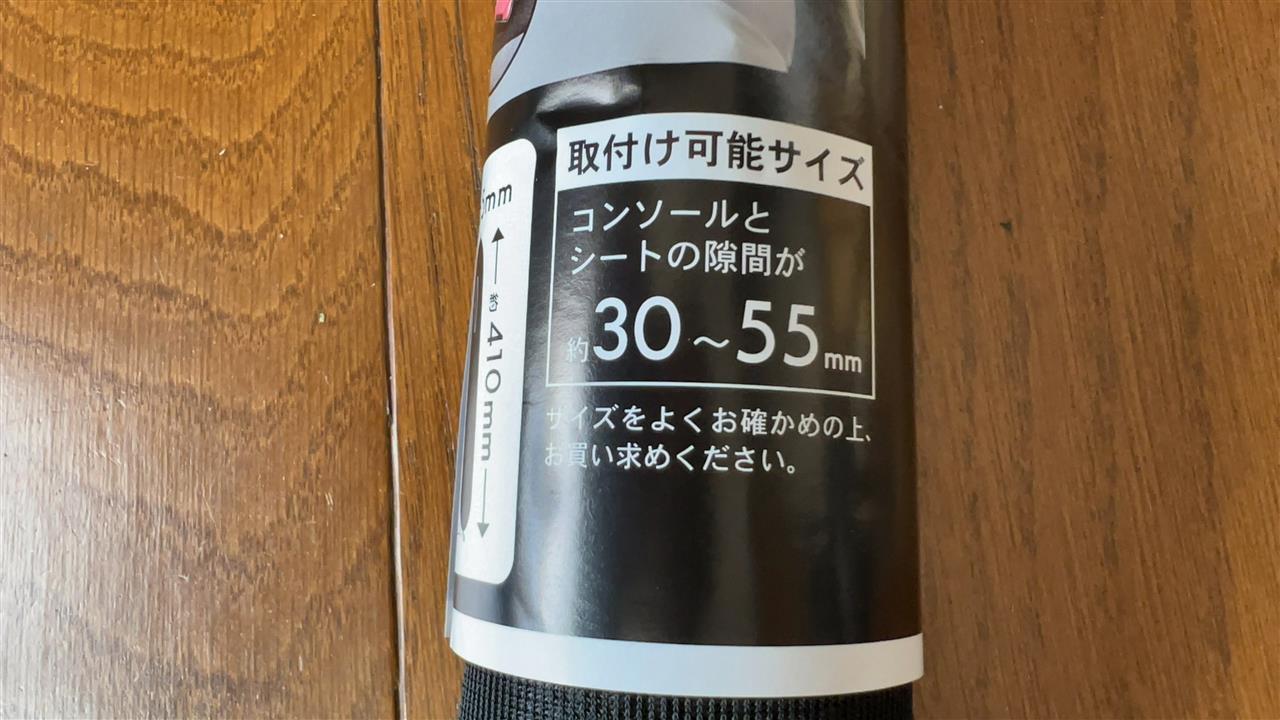 取付け可能サイズ
コンソールと
シートの隙間が
約30～55mm
サイズをよくお確かめの上、
お買い求めください。
mm
約410mm